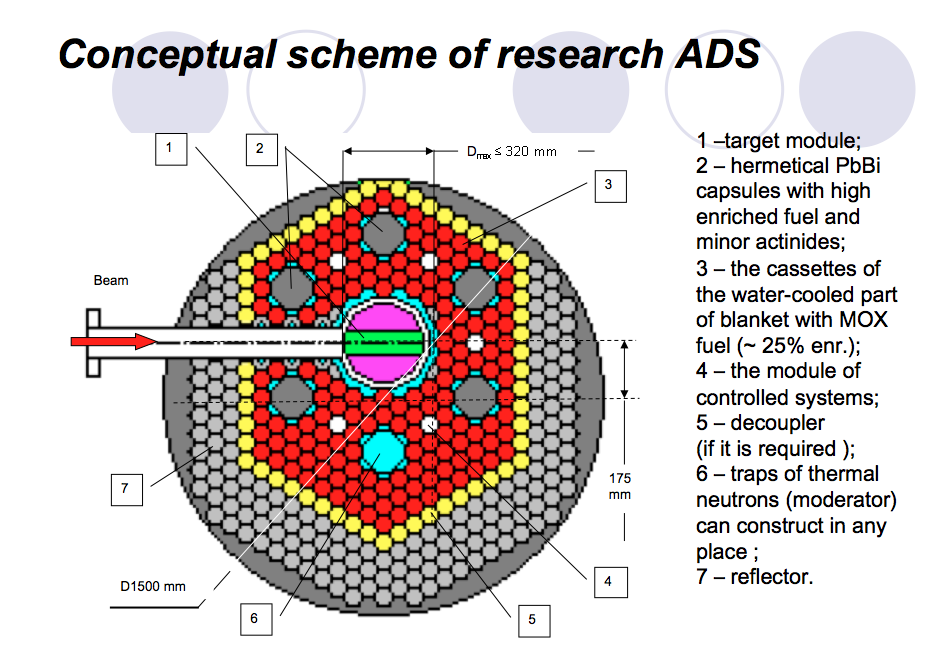 Conceptual scheme of research ADS
1
2
Dmax ≤ 320 mm
3
Beam
7
D1500 mm
6
5
4
175
mm
1 –target module;
2 – hermetical PbBi
capsules with high
enriched fuel and
minor actinides;
3 – the cassettes of
the water-cooled part
of blanket with MOX
fuel (~ 25% enr.);
4 – the module of
controlled systems;
5 – decoupler
(if it is required );
6 – traps of thermal
neutrons (moderator)
can construct in any
place ;
7 – reflector.